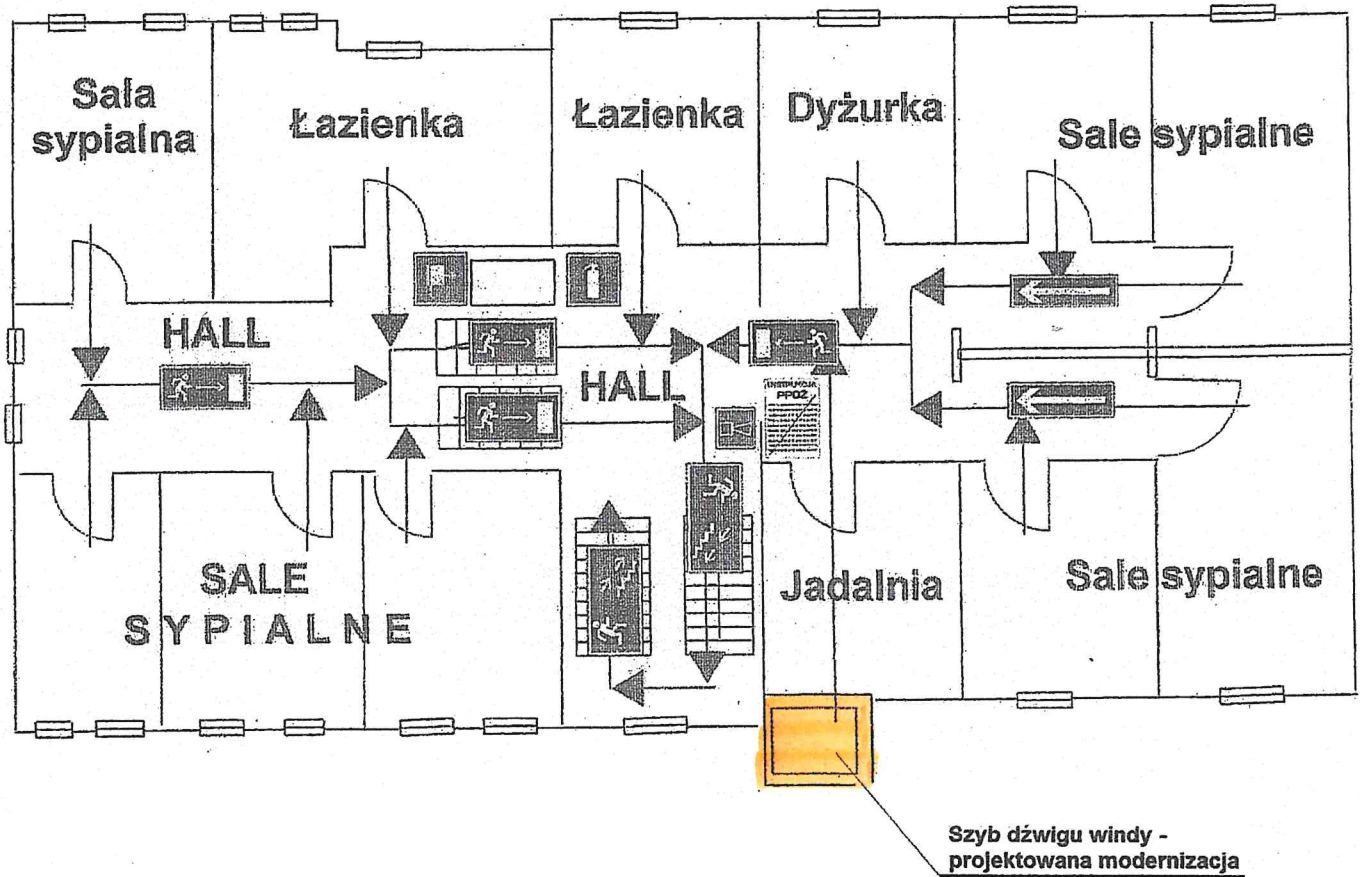 Sala
sypialna
Łazienka
Łazienka
Dyżurka
Sale sypialne
HALL
HALL
INSTRUKCJA
PPOŻ
SALE
SYPIALNE
Jadalnia
Sale sypialne
Szyb dźwigu windy -
projektowana modernizacja